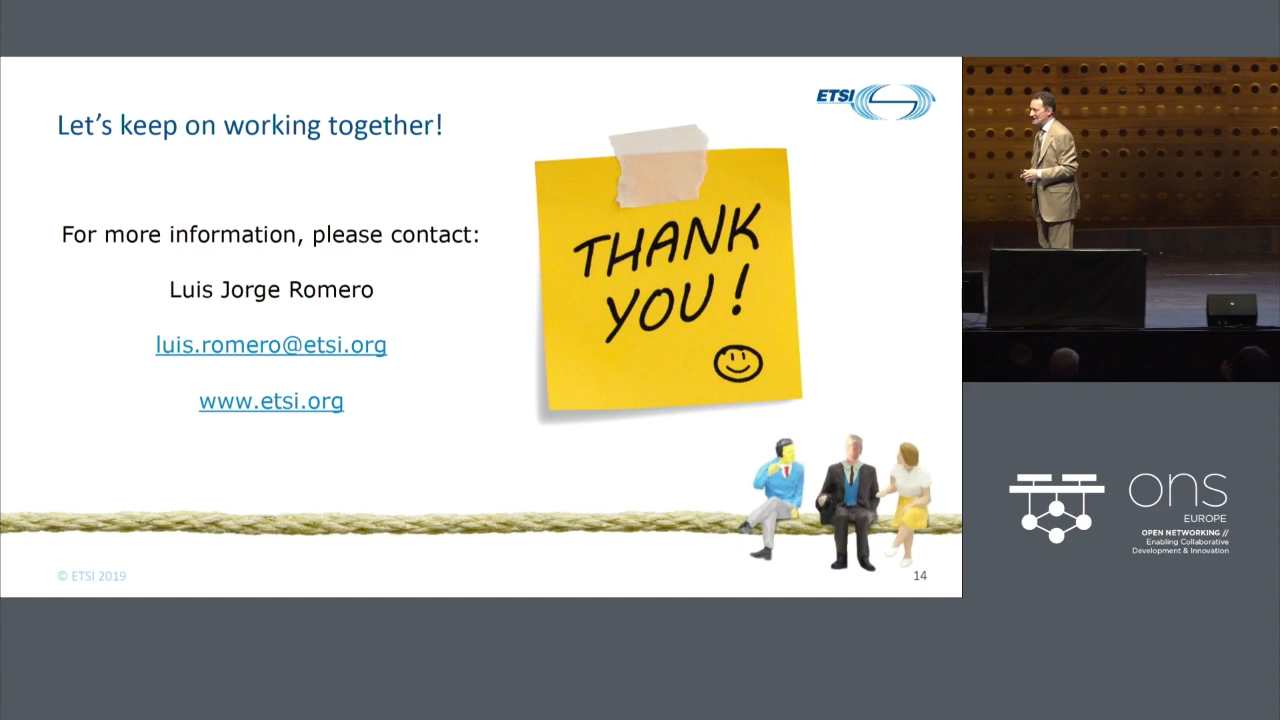 ETSI
Let's keep on working together!
For more information, please contact:
Luis Jorge Romero
luis.romero@etsi.org
www.etsi.org
THANK
YOU!
© ETSI 2019
14
ons
EUROPE
OPEN NETWORKING //
Enabling Collaborative
Development & Innovation